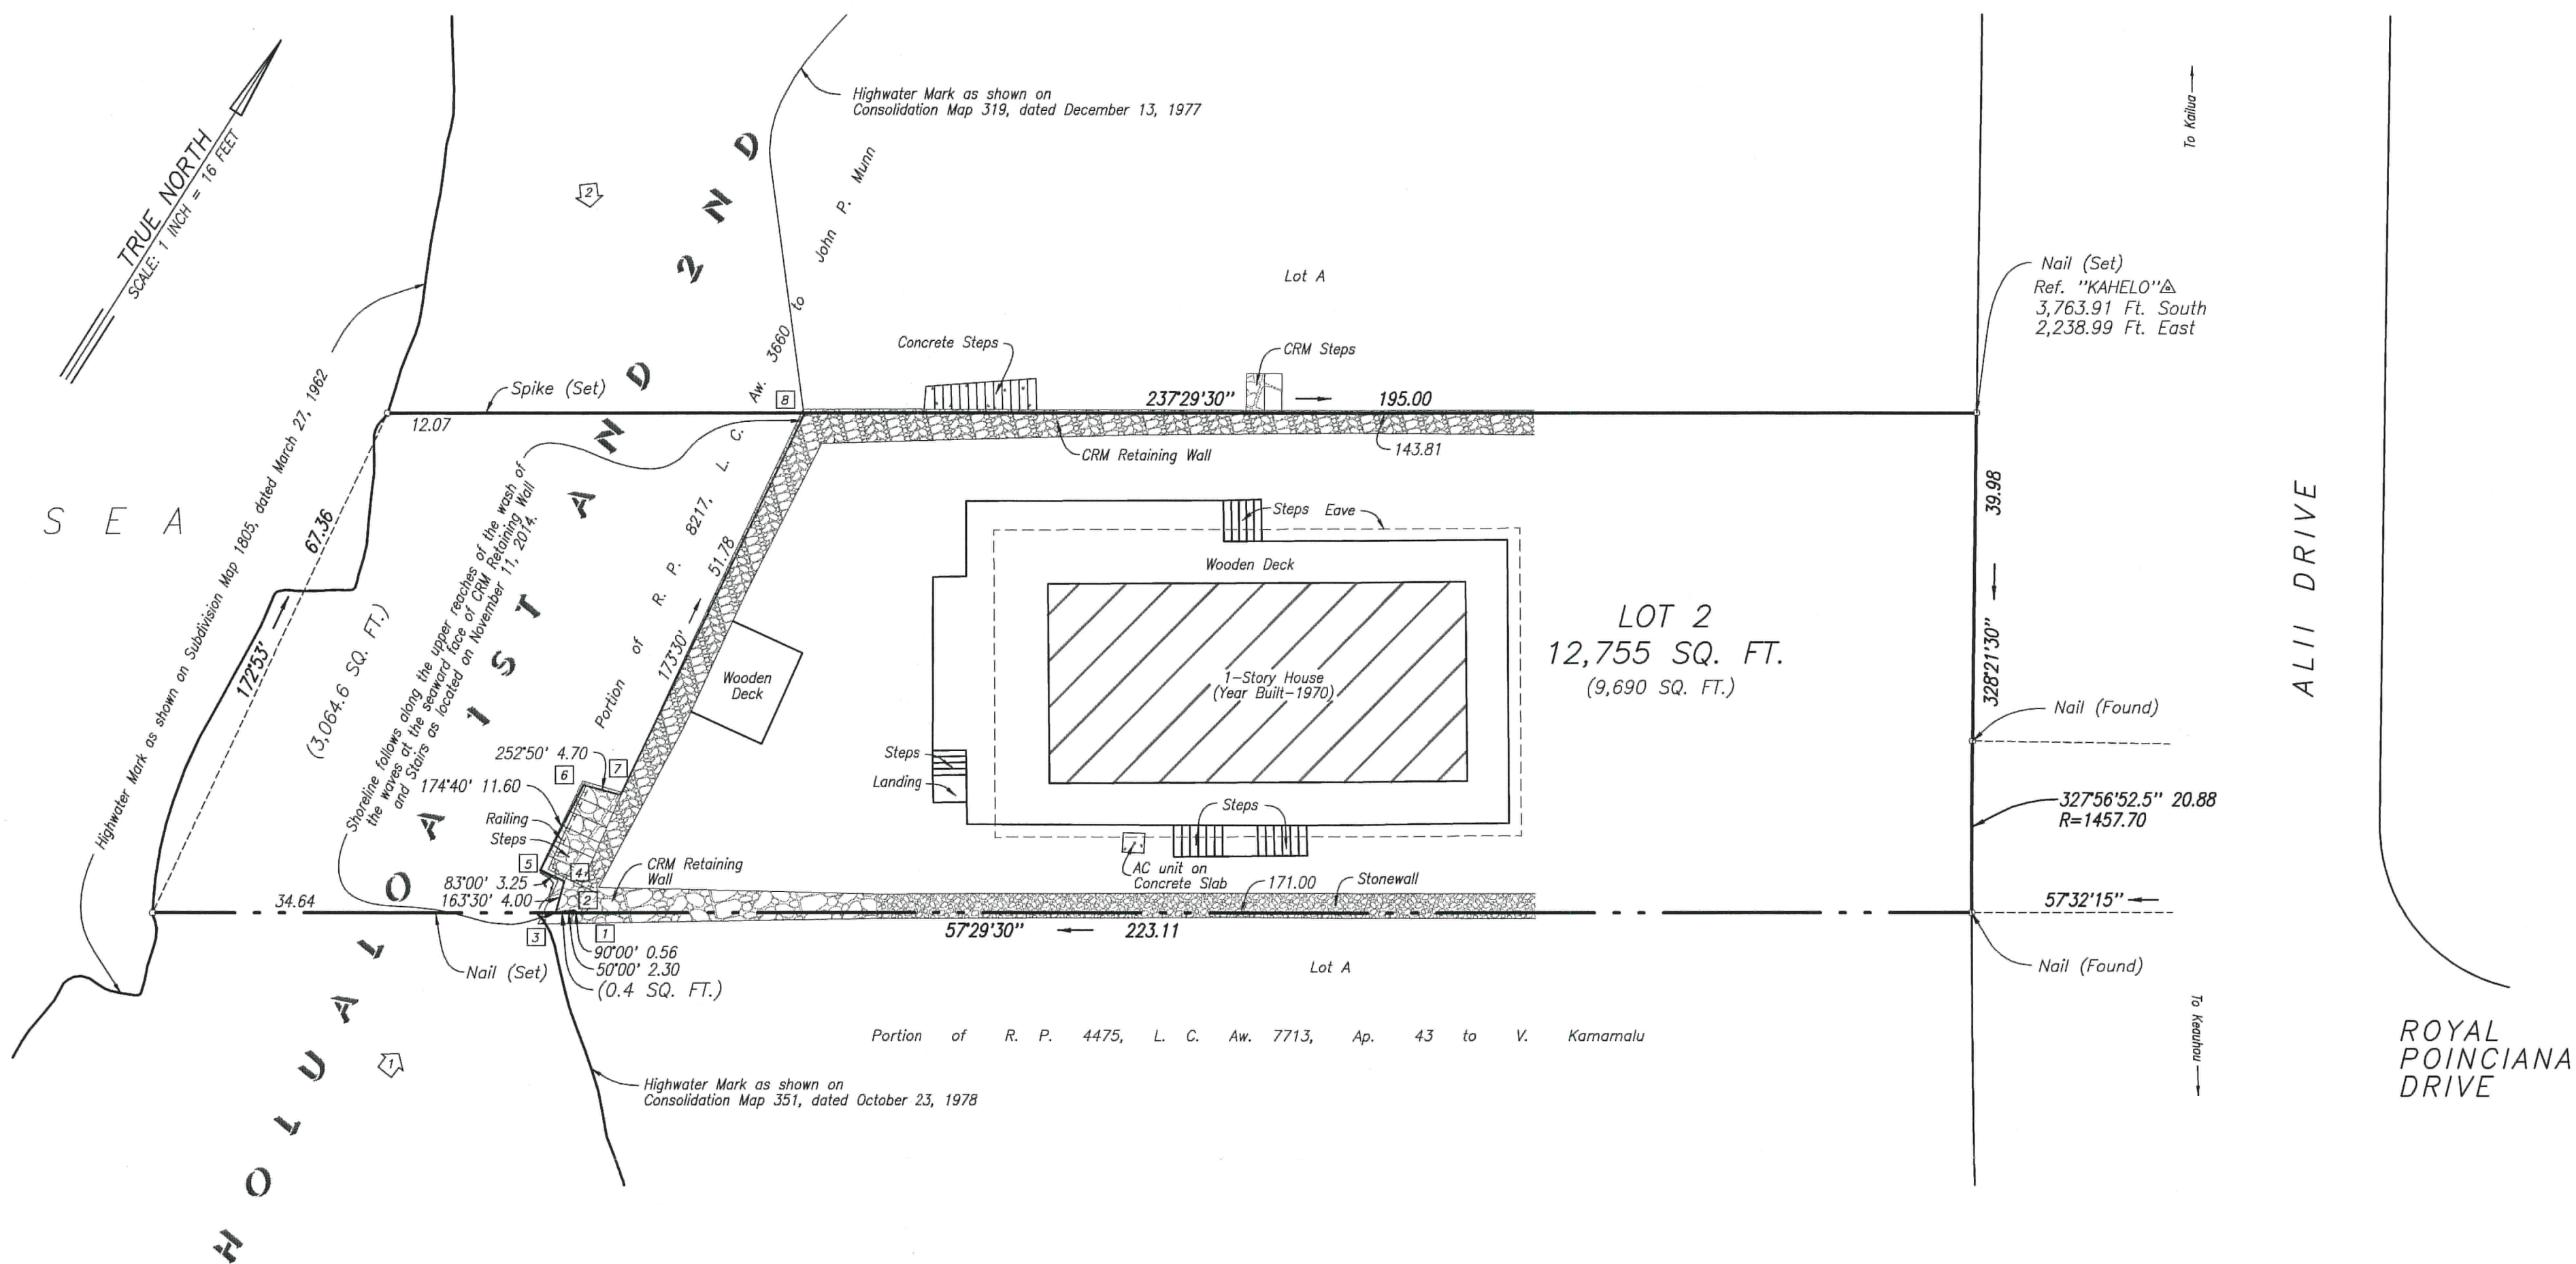 TRUE NORTH
SCALE: 1 INCH = 16 FEET
Highwater Mark as shown on
Consolidation Map 319, dated December 13, 1977
2
2ND
Portion of R. P. 8217, L. C. Aw. 3660 to John P. Munn
Lot A
To Kailua
Nail (Set)
Ref. "KAHELO"
3,763.91 Ft. South
2,238.99 Ft. East
Concrete Steps
CRM Steps
Spike (Set)
8
237°29'30"
195.00
12.07
143.81
CRM Retaining Wall
39.98
Highwater Mark as shown on Subdivision Map 1805, dated March 27, 1962
SEA
67.36
172°53'
(3,064.6 SQ. FT.)
Shoreline follows along the upper reaches of the wash of
the waves at the seaward face of CRM Retaining Wall
and Stairs as located on November 11, 2014.
HOLUALOA 1ST AND 2ND
51.78
173°30'
Wooden
Deck
Steps
Eave
Wooden Deck
1-Story House
(Year Built-1970)
LOT 2
12,755 SQ. FT.
(9,690 SQ. FT.)
328°21'30"
ALII DRIVE
Nail (Found)
252°50' 4.70
7
6
174°40' 11.60
Railing
Steps
5
4
83°00' 3.25
163°30' 4.00
2
CRM Retaining
Wall
Steps
Landing
Steps
AC unit on
Concrete Slab
171.00
Stonewall
327°56'52.5" 20.88
R=1457.70
34.64
57°32'15"
3
1
90°00' 0.56
50°00' 2.30
(0.4 SQ. FT.)
Nail (Set)
57°29'30"
223.11
Lot A
Nail (Found)
To Keauhou
Portion of R. P. 4475, L. C. Aw. 7713, Ap. 43 to V. Kamamalu
ROYAL
POINCIANA
DRIVE
1
Highwater Mark as shown on
Consolidation Map 351, dated October 23, 1978